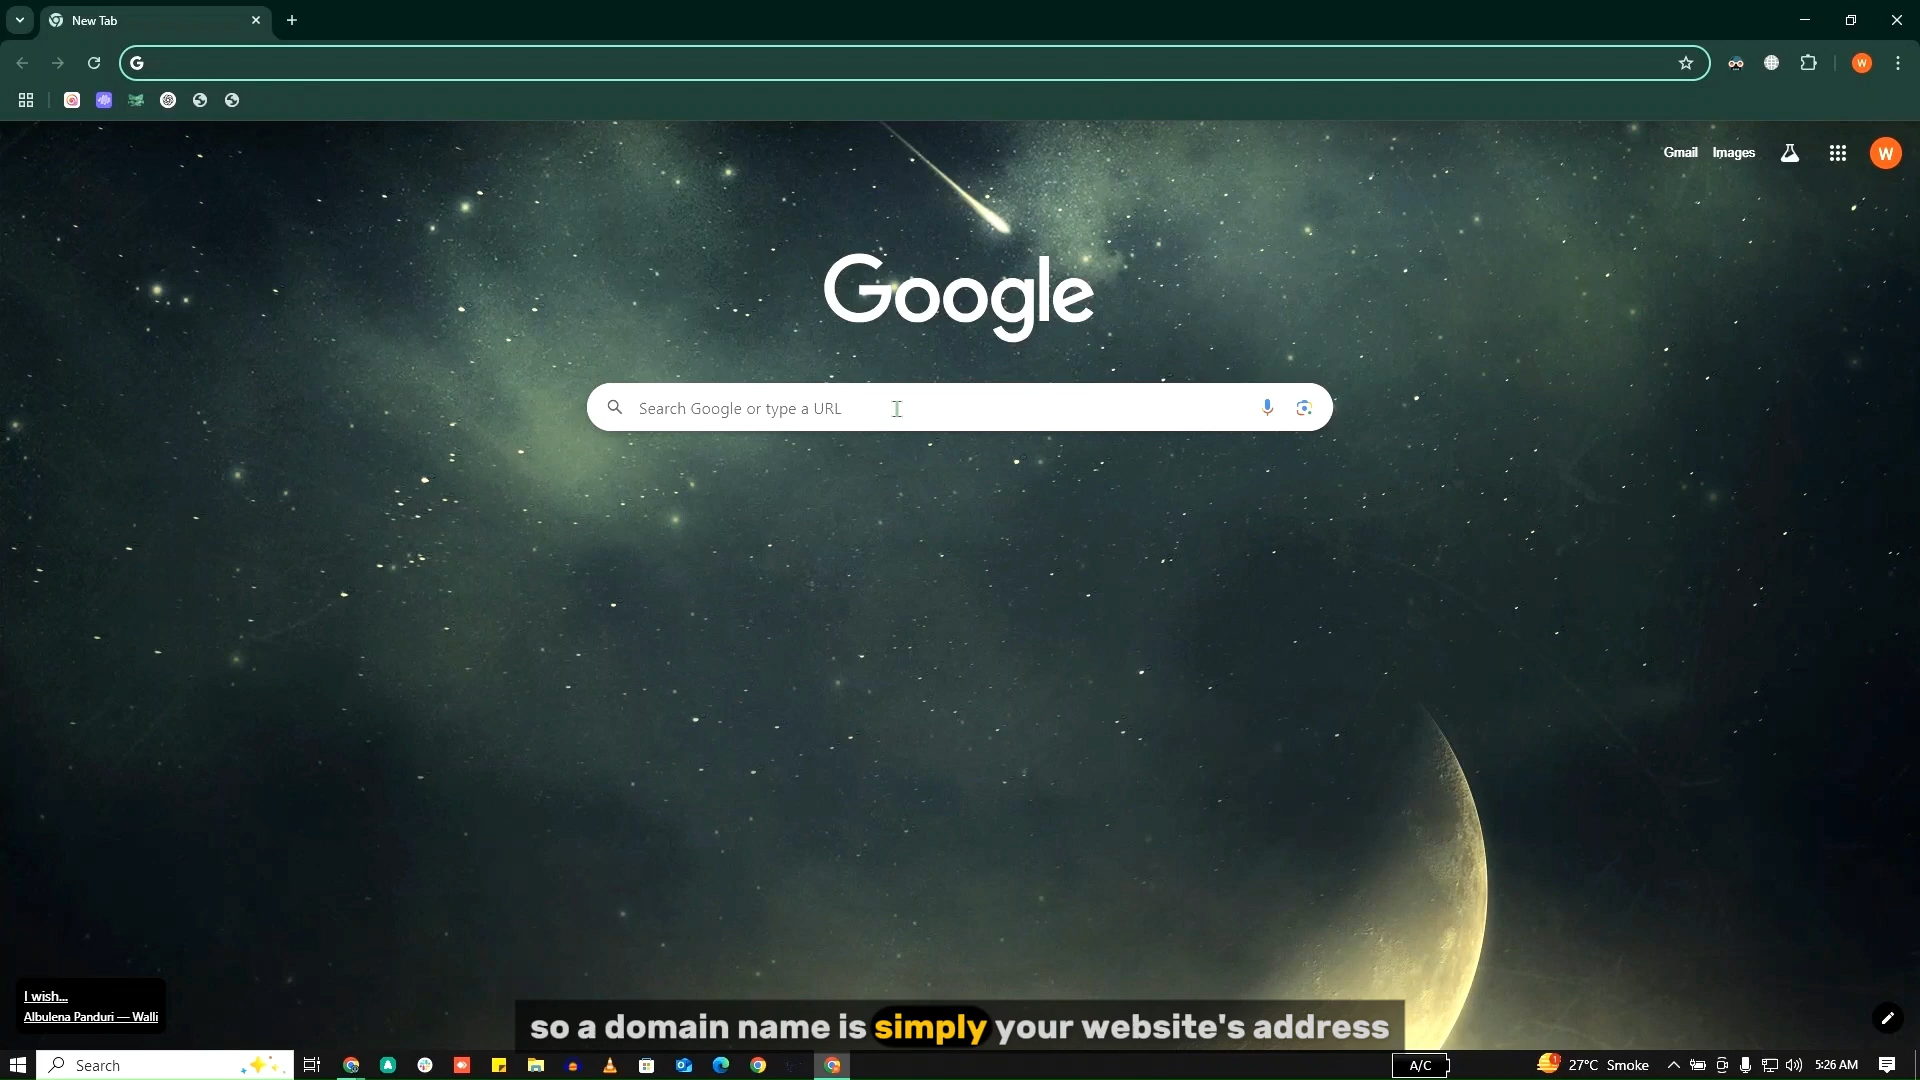 New Tab
W
Gmail Images
W
Google
Search Google or type a URL
I wish...
Albulena Panduri — Walli
so a domain name is simply your website's address
Search
A/C
27°C Smoke
5:26 AM